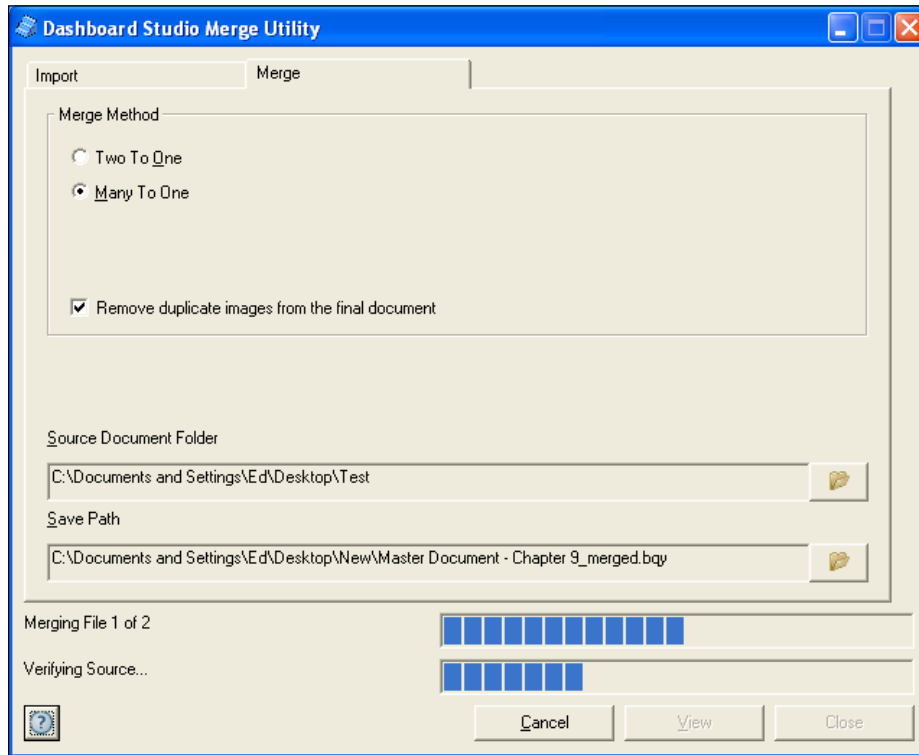 Dashboard Studio Merge Utility
Import
Merge
Merge Method
Two To One
Many To One
Remove duplicate images from the final document
Source Document Folder
C:\Documents and Settings\Ed\Desktop\Test
Save Path
C:\Documents and Settings\Ed\Desktop\New\Master Document - Chapter 9_merged.bqy
Merging File 1 of 2
Verifying Source...
?
Cancel
View
Close